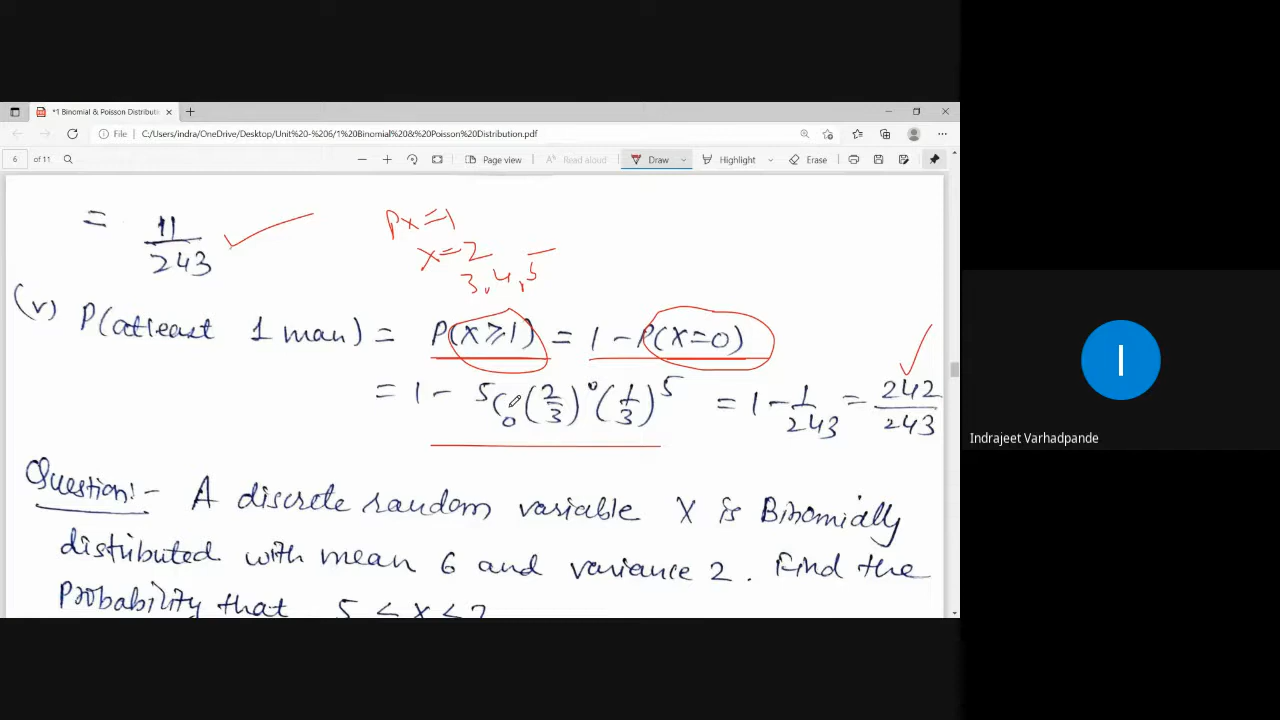 *1 Binomial & Poisson Distributi
File C:/Users/indra/OneDrive/Desktop/Unit%20-%206/1%20Binomial%20&%20Poisson%20Distribution.pdf
6 of 11 Page view Read aloud Draw Highlight Erase
= 11/243
Px=1
x=2
3,4,5
(v) P(atleast 1 man) = P(X≥1) = 1-P(X=0)
= 1 - ⁵C₀ (2/3)⁰ (1/3)⁵ = 1 - 1/243 = 242/243
Question:- A discrete random variable X is Binomially
distributed with mean 6 and variance 2. Find the
Probability that 5 ≤ X ≤ 7
I
Indrajeet Varhadpande